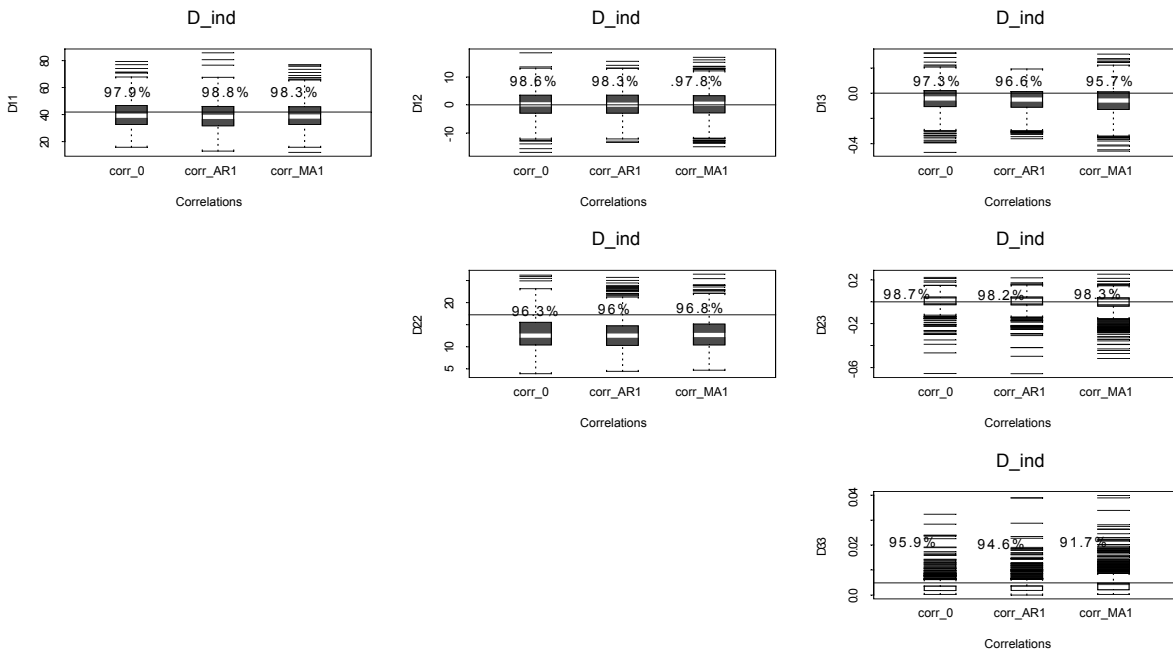 D_ind
D11
20
40
60
80
97.9%
98.8%
98.3%
corr_0
corr_AR1
corr_MA1
Correlations
D_ind
D12
-10
0
10
98.6%
98.3%
.97.8%
corr_0
corr_AR1
corr_MA1
Correlations
D_ind
D13
-0.4
0.0
97.3%
96.6%
95.7%
corr_0
corr_AR1
corr_MA1
Correlations
D_ind
D22
5
10
20
96.3%
96%
96.8%
corr_0
corr_AR1
corr_MA1
Correlations
D_ind
D23
-0.6
-0.2
0.2
98.7%
98.2%
98.3%
corr_0
corr_AR1
corr_MA1
Correlations
D_ind
D33
0.0
0.02
0.04
95.9%
94.6%
91.7%
corr_0
corr_AR1
corr_MA1
Correlations